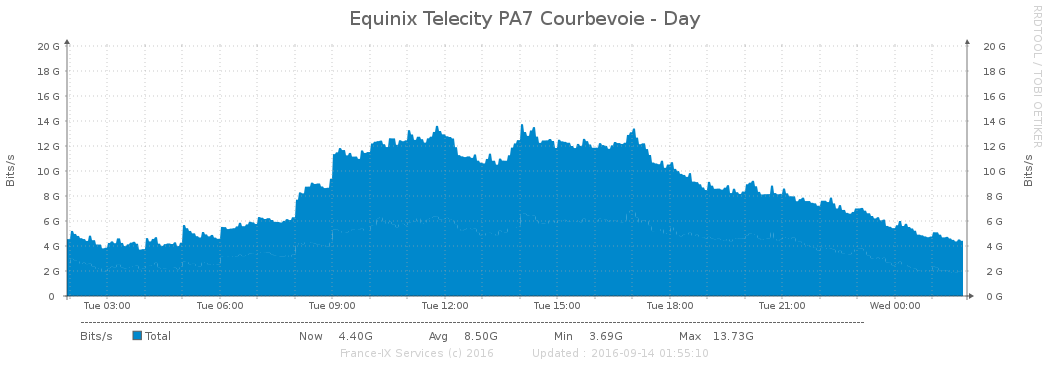 Equinix Telecity PA7 Courbevoie - Day
RRDTOOL / TOBI OETIKER
Bits/s
20 G 20 G
18 G 18 G
16 G 16 G
14 G 14 G
12 G 12 G
10 G 10 G
8 G 8 G
6 G 6 G
4 G 4 G
2 G 2 G
0 0 G
Bits/s
Tue 03:00 Tue 06:00 Tue 09:00 Tue 12:00 Tue 15:00 Tue 18:00 Tue 21:00 Wed 00:00
Bits/s Total Now 4.40G Avg 8.50G Min 3.69G Max 13.73G
France-IX Services (c) 2016 Updated : 2016-09-14 01:55:10